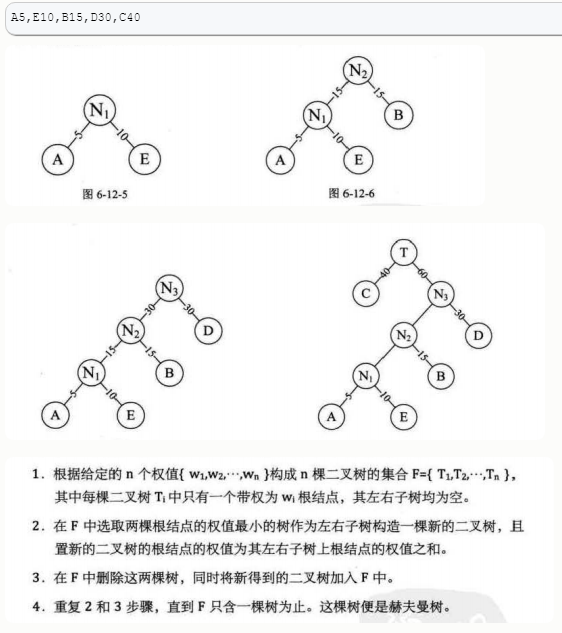 A5,E10,B15,D30,C40
N₂
15 15
N₁ N₁ B
5 10 5 10
A E A E
图 6-12-5 图 6-12-6
T
40 60
N₃ C N₃
30 30 30
N₂ D N₂ D
15 15 15
N₁ B N₁ B
5 10 5 10
A E A E
1. 根据给定的 n 个权值{ w₁,w₂,⋯,wₙ }构成 n 棵二叉树的集合 F={ T₁,T₂,⋯,Tₙ },
其中每棵二叉树 Tᵢ 中只有一个带权为 wᵢ 根结点，其左右子树均为空。
2. 在 F 中选取两棵根结点的权值最小的树作为左右子树构造一棵新的二叉树，且
置新的二叉树的根结点的权值为其左右子树上根结点的权值之和。
3. 在 F 中删除这两棵树，同时将新得到的二叉树加入 F 中。
4. 重复 2 和 3 步骤，直到 F 只含一棵树为止。这棵树便是赫夫曼树。